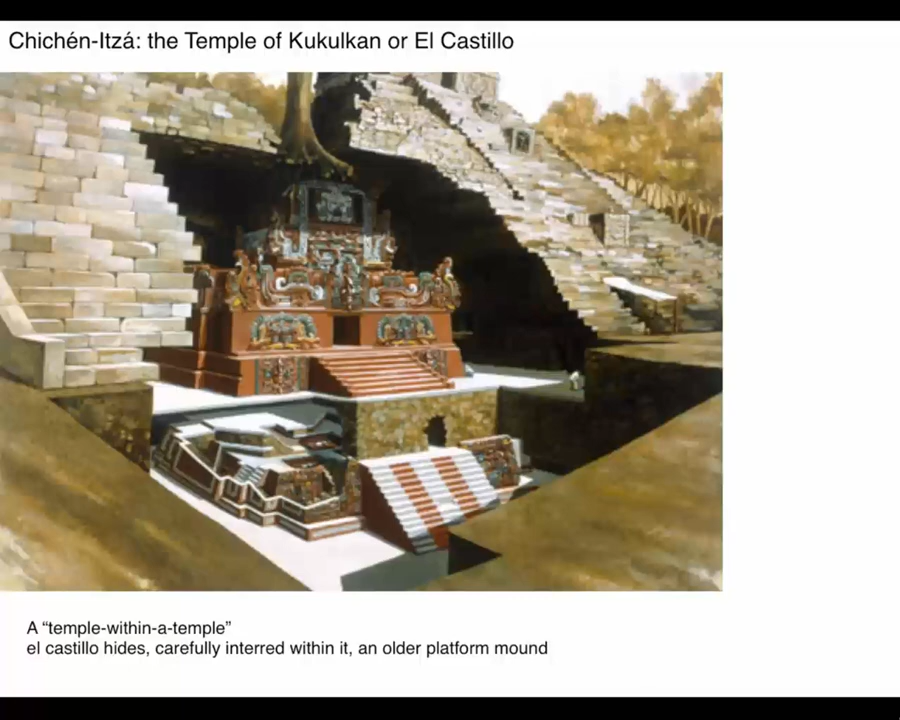 Chichén-Itzá: the Temple of Kukulkan or El Castillo
A “temple-within-a-temple”
el castillo hides, carefully interred within it, an older platform mound